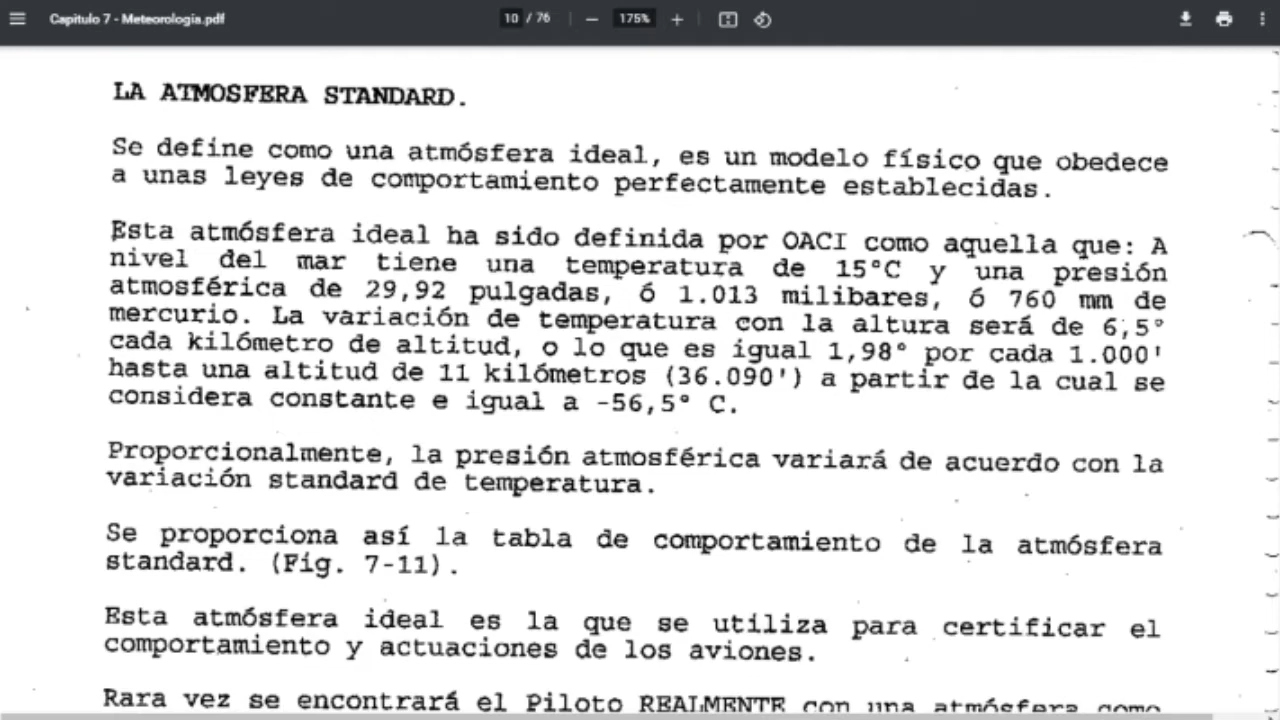 Capitulo 7 - Meteorologia.pdf
10 / 76
175%
LA ATMOSFERA STANDARD.
Se define como una atmósfera ideal, es un modelo físico que obedece
a unas leyes de comportamiento perfectamente establecidas.
Esta atmósfera ideal ha sido definida por OACI como aquella que: A
nivel del mar tiene una temperatura de 15°C y una presión
atmosférica de 29,92 pulgadas, ó 1.013 milibares, ó 760 mm de
mercurio. La variación de temperatura con la altura será de 6,5°
cada kilómetro de altitud, o lo que es igual 1,98° por cada 1.000'
hasta una altitud de 11 kilómetros (36.090') a partir de la cual se
considera constante e igual a -56,5° C.
Proporcionalmente, la presión atmosférica variará de acuerdo con la
variación standard de temperatura.
Se proporciona así la tabla de comportamiento de la atmósfera
standard. (Fig. 7-11).
Esta atmósfera ideal es la que se utiliza para certificar el
comportamiento y actuaciones de los aviones.
Rara vez se encontrará el Piloto REALMENTE con una atmósfera como